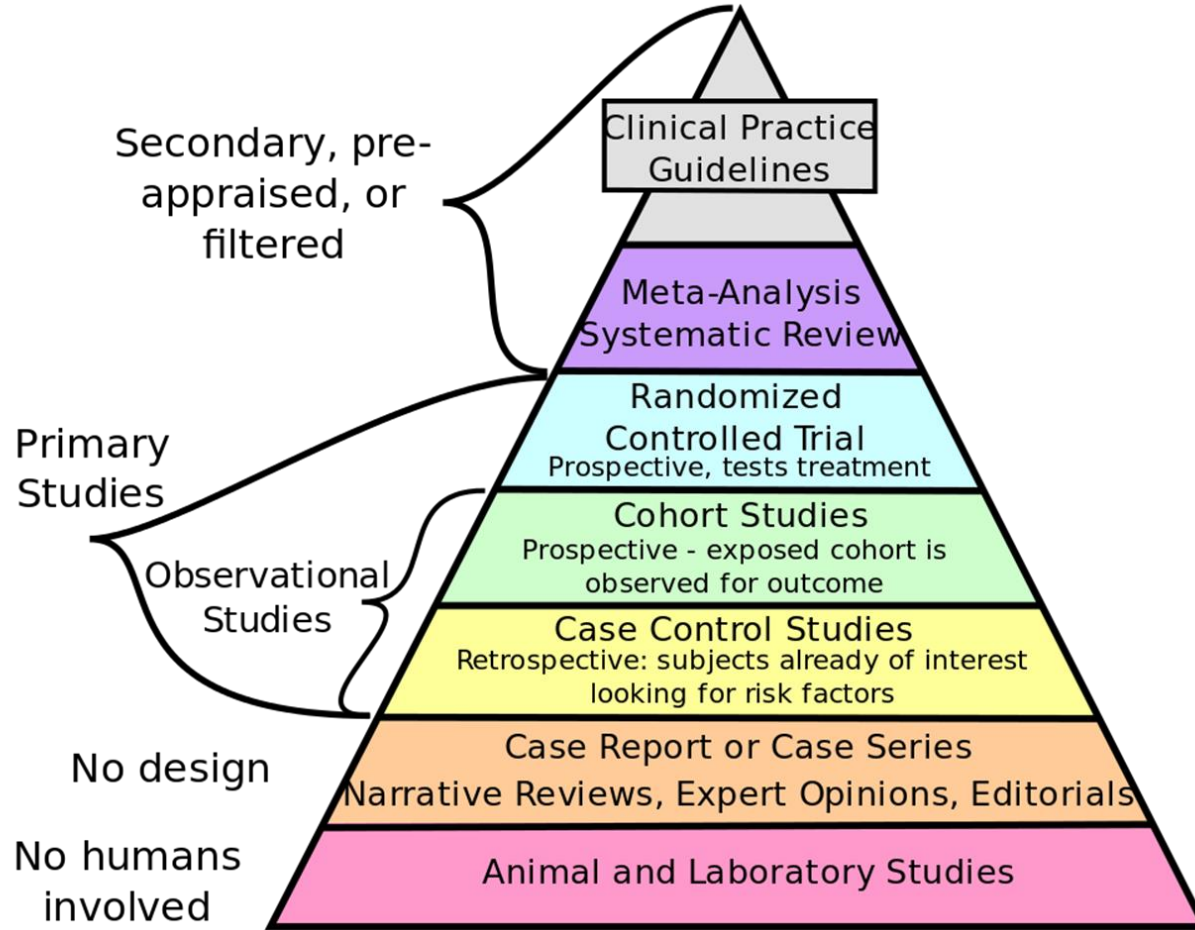 Clinical Practice
Guidelines
Secondary, pre-
appraised, or
filtered
Meta-Analysis
Systematic Review
Randomized
Controlled Trial
Prospective, tests treatment
Primary
Studies
Cohort Studies
Prospective - exposed cohort is
observed for outcome
Observational
Studies
Case Control Studies
Retrospective: subjects already of interest
looking for risk factors
No design
Case Report or Case Series
Narrative Reviews, Expert Opinions, Editorials
No humans
involved
Animal and Laboratory Studies